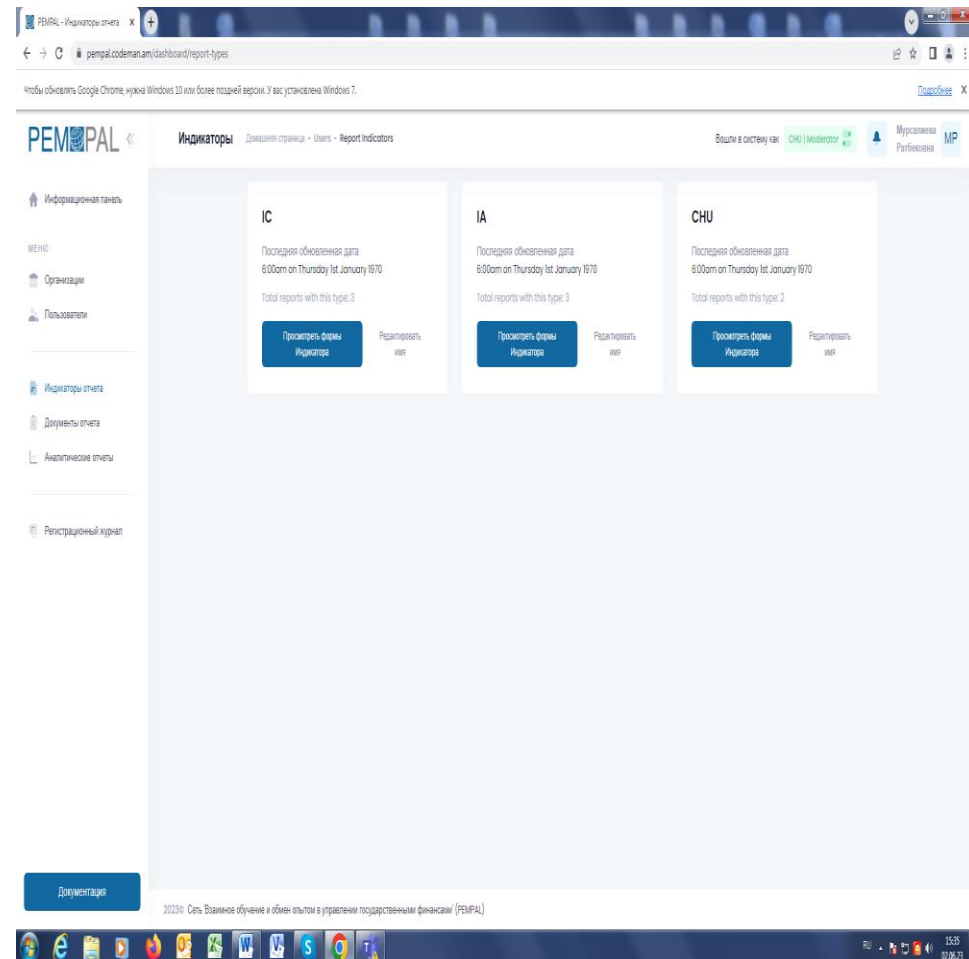 PEMPAL - Индикаторы отчета
pempal.codeman.am/dashboard/report-types
Чтобы обновлять Google Chrome, нужна Windows 10 или более поздней версии. У вас установлена Windows 7.
Подробнее
PEMPAL
Индикаторы
Домашняя страница - Users - Report Indicators
Вошли в систему как
CHU | Moderator
Мурсалиева
Ратбековна
MP
Информационная панель
МЕНЮ
Организации
Пользователи
Индикаторы отчета
Документы отчета
Аналитические отчеты
Регистрационный журнал
Документация
IC
Последняя обновленная дата
6:00am on Thursday 1st January 1970
Total reports with this type: 3
Просмотреть формы
Индикатора
Редактировать
имя
IA
Последняя обновленная дата
6:00am on Thursday 1st January 1970
Total reports with this type: 3
Просмотреть формы
Индикатора
Редактировать
имя
CHU
Последняя обновленная дата
6:00am on Thursday 1st January 1970
Total reports with this type: 2
Просмотреть формы
Индикатора
Редактировать
имя
2023© Сеть 'Взаимное обучение и обмен опытом в управлении государственными финансами' (PEMPAL)
RU
15:35
02.06.23